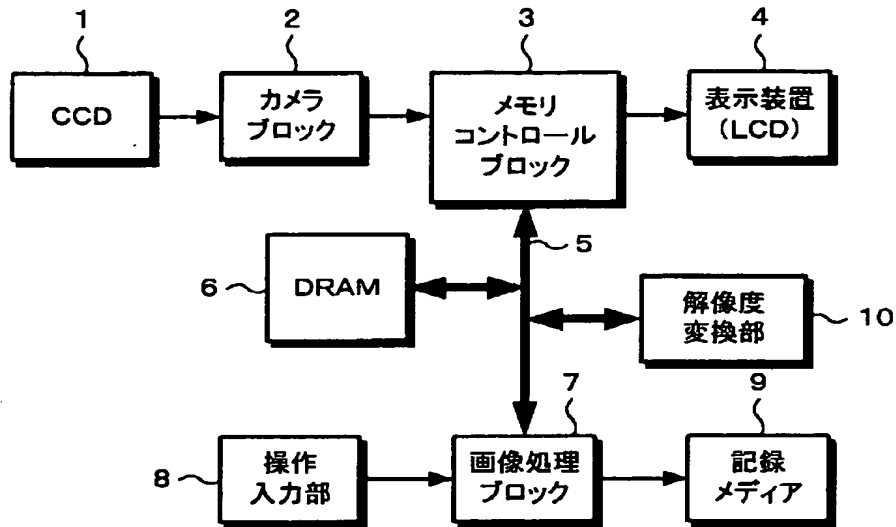 1
2
3
4
CCD
カメラ
ブロック
メモリ
コントロール
ブロック
表示装置
(LCD)
5
6
DRAM
解像度
変換部
10
7
9
8
操作
入力部
画像処理
ブロック
記録
メディア